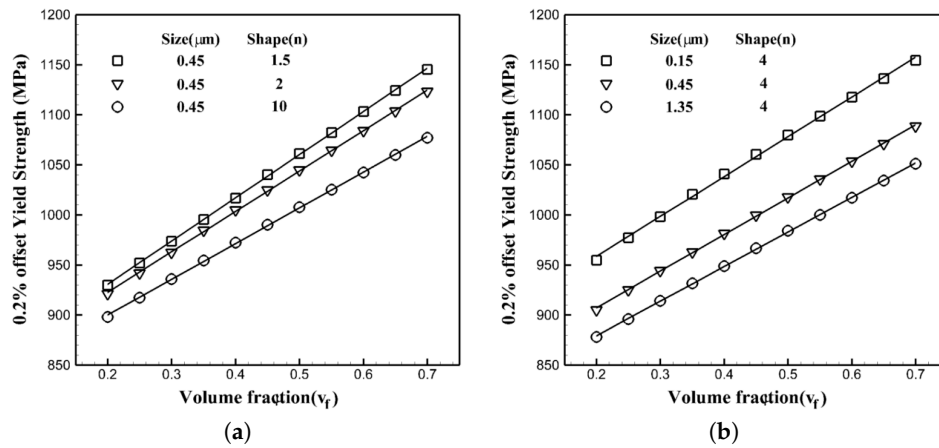 Size(μm) Shape(n)
0.45 1.5
0.45 2
0.45 10
1200
1150
1100
1050
1000
950
900
850
0.2% offset Yield Strength (MPa)
0.2 0.3 0.4 0.5 0.6 0.7
Volume fraction(vf)
(a)
Size(μm) Shape(n)
0.15 4
0.45 4
1.35 4
1200
1150
1100
1050
1000
950
900
850
0.2% offset Yield Strength (MPa)
0.2 0.3 0.4 0.5 0.6 0.7
Volume fraction(vf)
(b)